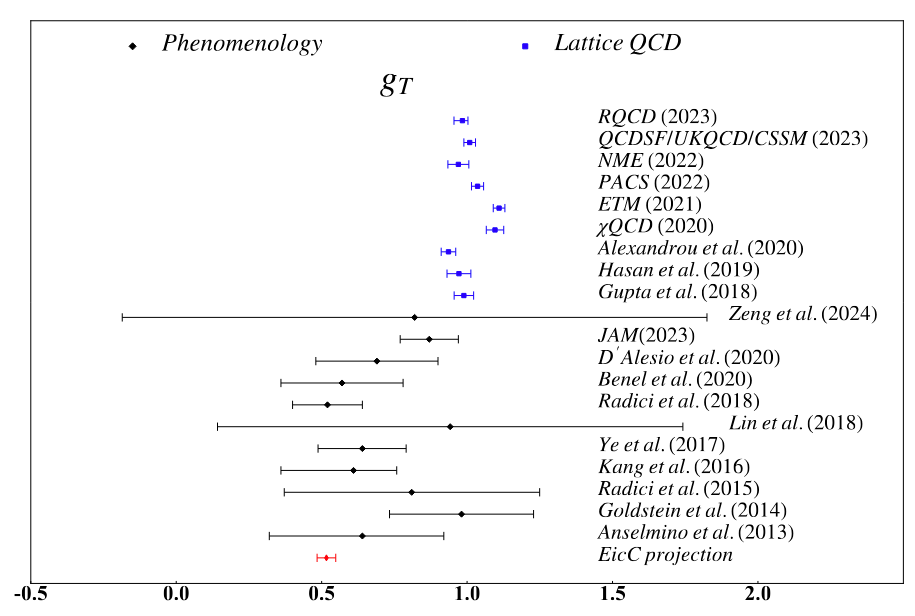 Phenomenology Lattice QCD
gT
RQCD (2023)
QCDSF/UKQCD/CSSM (2023)
NME (2022)
PACS (2022)
ETM (2021)
χQCD (2020)
Alexandrou et al. (2020)
Hasan et al. (2019)
Gupta et al. (2018)
Zeng et al. (2024)
JAM(2023)
D′Alesio et al. (2020)
Benel et al. (2020)
Radici et al. (2018)
Lin et al. (2018)
Ye et al. (2017)
Kang et al. (2016)
Radici et al. (2015)
Goldstein et al. (2014)
Anselmino et al. (2013)
EicC projection
-0.5 0.0 0.5 1.0 1.5 2.0